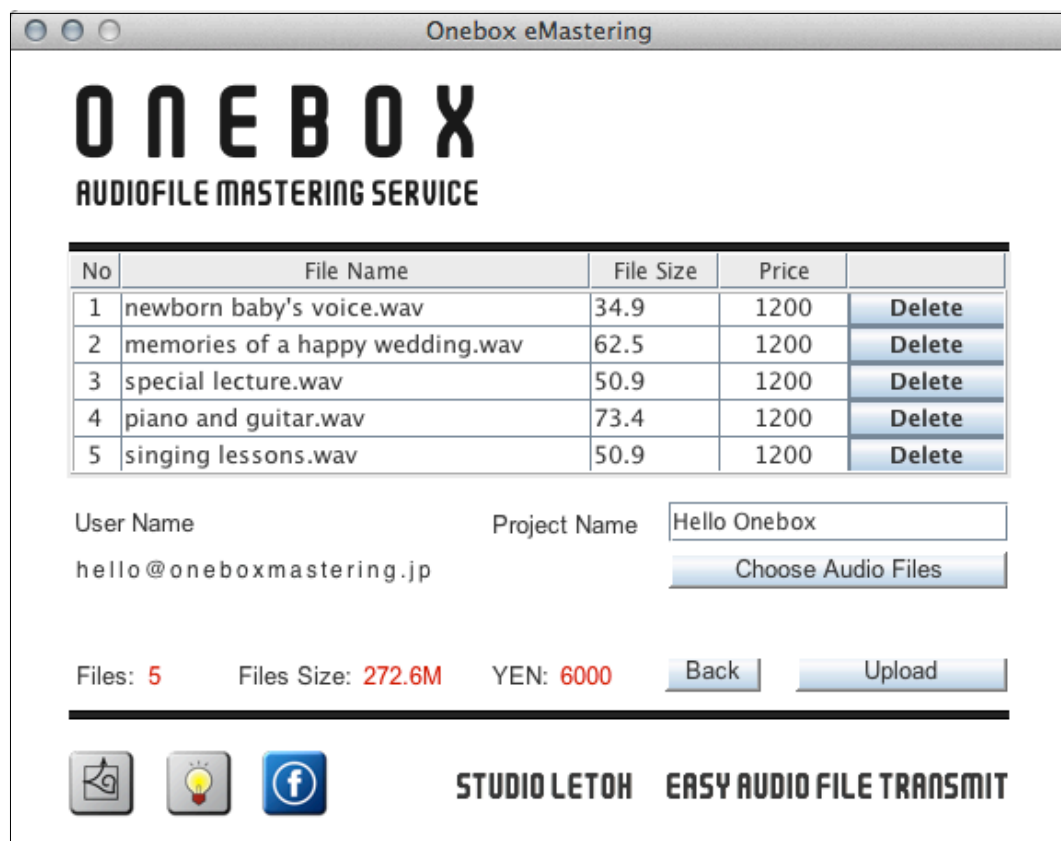 Onebox eMastering
ONEBOX
AUDIOFILE MASTERING SERVICE
No File Name File Size Price
1 newborn baby's voice.wav 34.9 1200 Delete
2 memories of a happy wedding.wav 62.5 1200 Delete
3 special lecture.wav 50.9 1200 Delete
4 piano and guitar.wav 73.4 1200 Delete
5 singing lessons.wav 50.9 1200 Delete
User Name Project Name Hello Onebox
hello@oneboxmastering.jp Choose Audio Files
Files: 5 Files Size: 272.6M YEN: 6000 Back Upload
f STUDIO LETOH EASY AUDIO FILE TRANSMIT